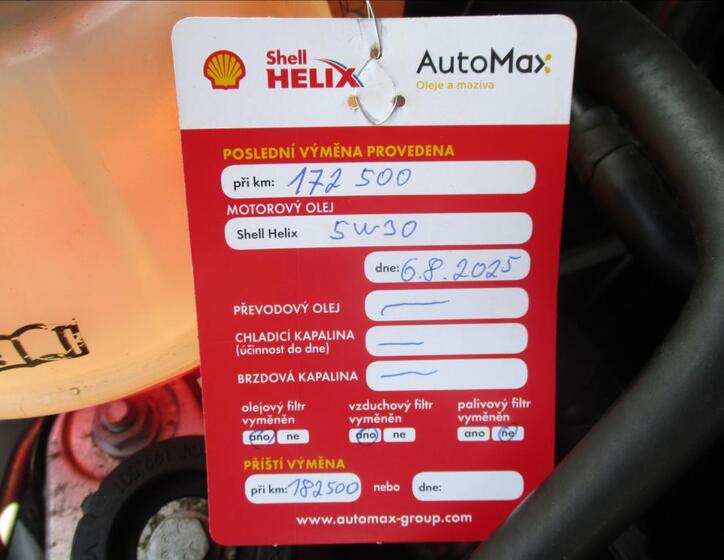 Shell
HELIX
AutoMax
Oleje a maziva
POSLEDNÍ VÝMĚNA PROVEDENA
při km: 172 500
MOTOROVÝ OLEJ
Shell Helix 5W30
dne: 6.8.2025
PŘEVODOVÝ OLEJ
CHLADICÍ KAPALINA
(účinnost do dne)
BRZDOVÁ KAPALINA
olejový filtr vzduchový filtr palivový filtr
vyměněn vyměněn vyměněn
ano ne ano ne ano ne
PŘÍŠTÍ VÝMĚNA
při km: 182500 nebo dne:
www.automax-group.com